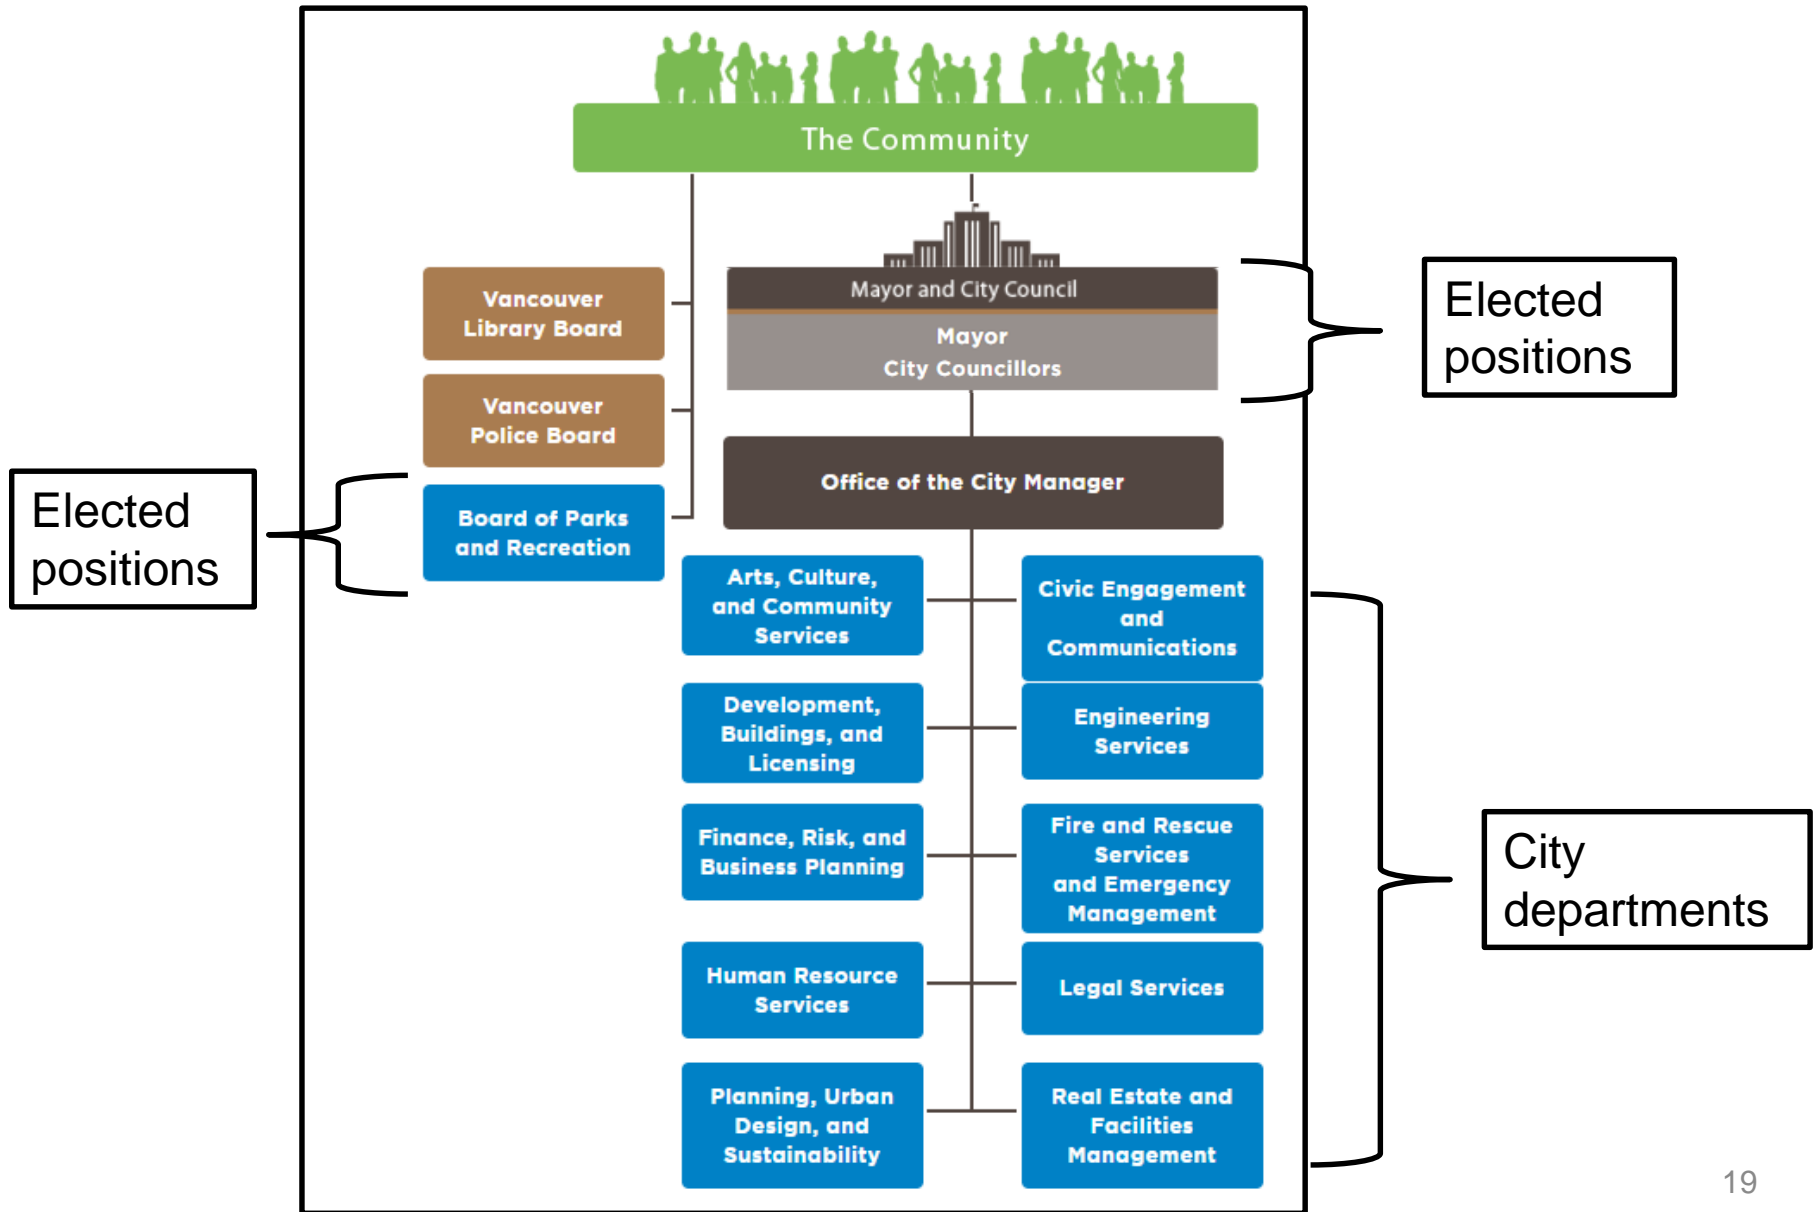 The Community
Vancouver
Library Board
Vancouver
Police Board
Board of Parks
and Recreation
Elected
positions
Mayor and City Council
Mayor
City Councillors
Elected
positions
Office of the City Manager
Arts, Culture,
and Community
Services
Civic Engagement
and
Communications
Development,
Buildings, and
Licensing
Engineering
Services
Finance, Risk, and
Business Planning
Fire and Rescue
Services
and Emergency
Management
Human Resource
Services
Legal Services
Planning, Urban
Design, and
Sustainability
Real Estate and
Facilities
Management
City
departments
19